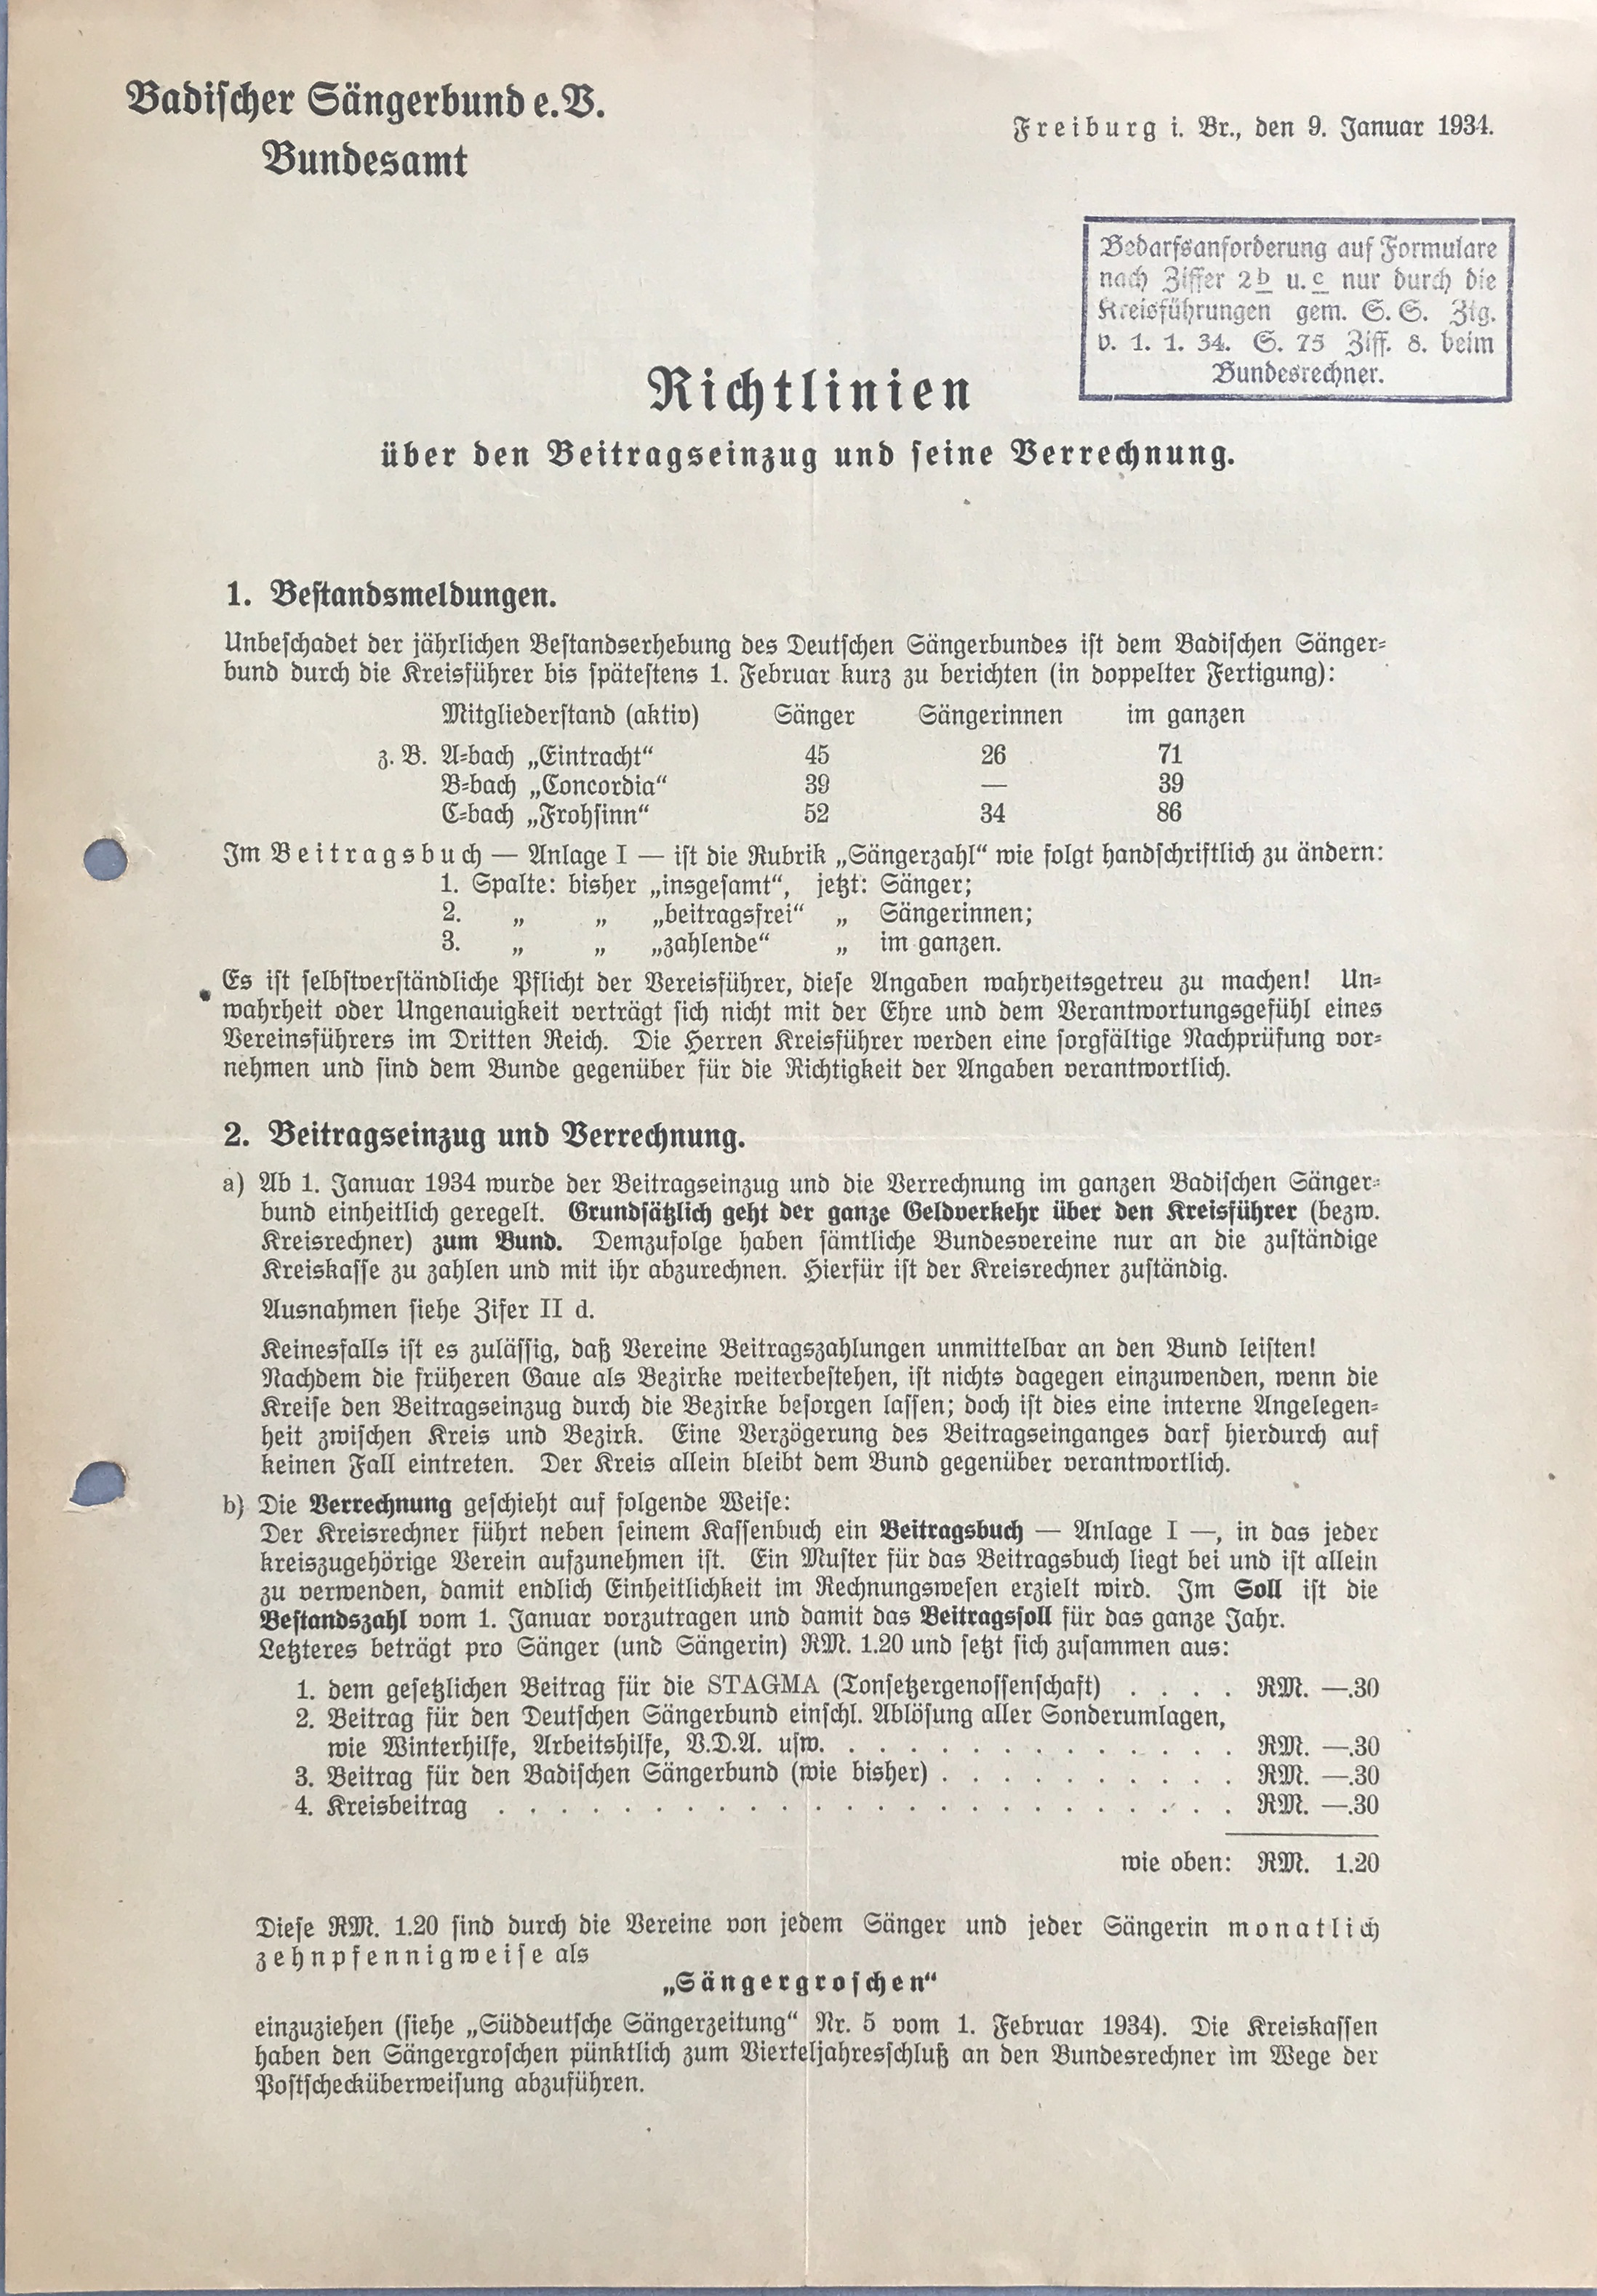 Badischer Sängerbund e.V.
Bundesamt
Freiburg i. Br., den 9. Januar 1934.
Bedarfsanforderung auf Formulare
nach Ziffer 2 b u. c nur durch die
Kreisführungen gem. S. S. Ztg.
v. 1. 1. 34. S. 75 Ziff. 8. beim
Bundesrechner.
Richtlinien
über den Beitragseinzug und seine Verrechnung.
1. Bestandsmeldungen.
Unbeschadet der jährlichen Bestandserhebung des Deutschen Sängerbundes ist dem Badischen Sänger-
bund durch die Kreisführer bis spätestens 1. Februar kurz zu berichten (in doppelter Fertigung):
Mitgliederstand (aktiv) Sänger Sängerinnen im ganzen
z. B. A-bach „Eintracht“ 45 26 71
B-bach „Concordia“ 39 — 39
C-bach „Frohsinn“ 52 34 86
Im Beitragsbuch — Anlage I — ist die Rubrik „Sängerzahl“ wie folgt handschriftlich zu ändern:
1. Spalte: bisher „insgesamt“, jetzt: Sänger;
2. „ „ „beitragsfrei“ „ Sängerinnen;
3. „ „ „zahlende“ „ im ganzen.
Es ist selbstverständliche Pflicht der Vereisführer, diese Angaben wahrheitsgetreu zu machen! Un-
wahrheit oder Ungenauigkeit verträgt sich nicht mit der Ehre und dem Verantwortungsgefühl eines
Vereinsführers im Dritten Reich. Die Herren Kreisführer werden eine sorgfältige Nachprüfung vor-
nehmen und sind dem Bunde gegenüber für die Richtigkeit der Angaben verantwortlich.
2. Beitragseinzug und Verrechnung.
a) Ab 1. Januar 1934 wurde der Beitragseinzug und die Verrechnung im ganzen Badischen Sänger-
bund einheitlich geregelt. Grundsätzlich geht der ganze Geldverkehr über den Kreisführer (bezw.
Kreisrechner) zum Bund. Demzufolge haben sämtliche Bundesvereine nur an die zuständige
Kreiskasse zu zahlen und mit ihr abzurechnen. Hierfür ist der Kreisrechner zuständig.
Ausnahmen siehe Zifer II d.
Keinesfalls ist es zulässig, daß Vereine Beitragszahlungen unmittelbar an den Bund leisten!
Nachdem die früheren Gaue als Bezirke weiterbestehen, ist nichts dagegen einzuwenden, wenn die
Kreise den Beitragseinzug durch die Bezirke besorgen lassen; doch ist dies eine interne Angelegen-
heit zwischen Kreis und Bezirk. Eine Verzögerung des Beitragseinganges darf hierdurch auf
keinen Fall eintreten. Der Kreis allein bleibt dem Bund gegenüber verantwortlich.
b) Die Verrechnung geschieht auf folgende Weise:
Der Kreisrechner führt neben seinem Kassenbuch ein Beitragsbuch — Anlage I —, in das jeder
kreiszugehörige Verein aufzunehmen ist. Ein Muster für das Beitragsbuch liegt bei und ist allein
zu verwenden, damit endlich Einheitlichkeit im Rechnungswesen erzielt wird. Im Soll ist die
Bestandszahl vom 1. Januar vorzutragen und damit das Beitragssoll für das ganze Jahr.
Letzteres beträgt pro Sänger (und Sängerin) RM. 1.20 und setzt sich zusammen aus:
1. dem gesetzlichen Beitrag für die STAGMA (Tonsetzergenossenschaft) . . . . RM. —.30
2. Beitrag für den Deutschen Sängerbund einschl. Ablösung aller Sonderumlagen,
wie Winterhilfe, Arbeitshilfe, V.D.A. usw. . . . . . . . . . . . . . . RM. —.30
3. Beitrag für den Badischen Sängerbund (wie bisher) . . . . . . . . . . RM. —.30
4. Kreisbeitrag . . . . . . . . . . . . . . . . . . . . . . . . RM. —.30
wie oben: RM. 1.20
Diese RM. 1.20 sind durch die Vereine von jedem Sänger und jeder Sängerin monatlich
zehnpfennigweise als
„Sängergroschen“
einzuziehen (siehe „Süddeutsche Sängerzeitung“ Nr. 5 vom 1. Februar 1934). Die Kreiskassen
haben den Sängergroschen pünktlich zum Vierteljahresschluß an den Bundesrechner im Wege der
Postschecküberweisung abzuführen.